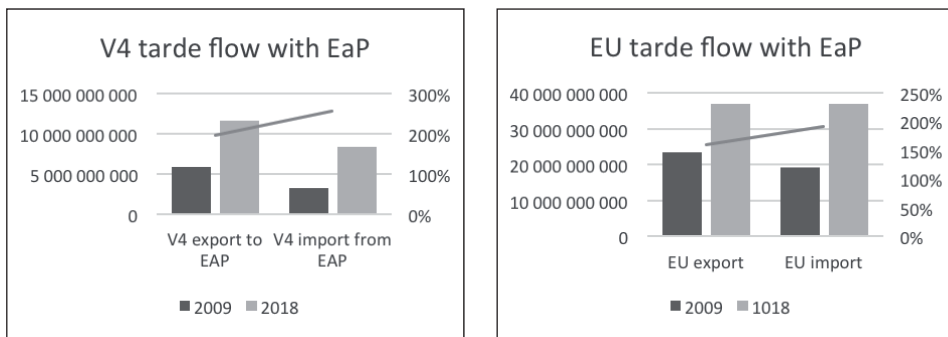 V4 tarde flow with EaP
15 000 000 000
10 000 000 000
5 000 000 000
0
300%
200%
100%
0%
V4 export to
EAP
V4 import from
EAP
2009
2018
EU tarde flow with EaP
40 000 000 000
30 000 000 000
20 000 000 000
10 000 000 000
0
250%
200%
150%
100%
50%
0%
EU export
EU import
2009
1018